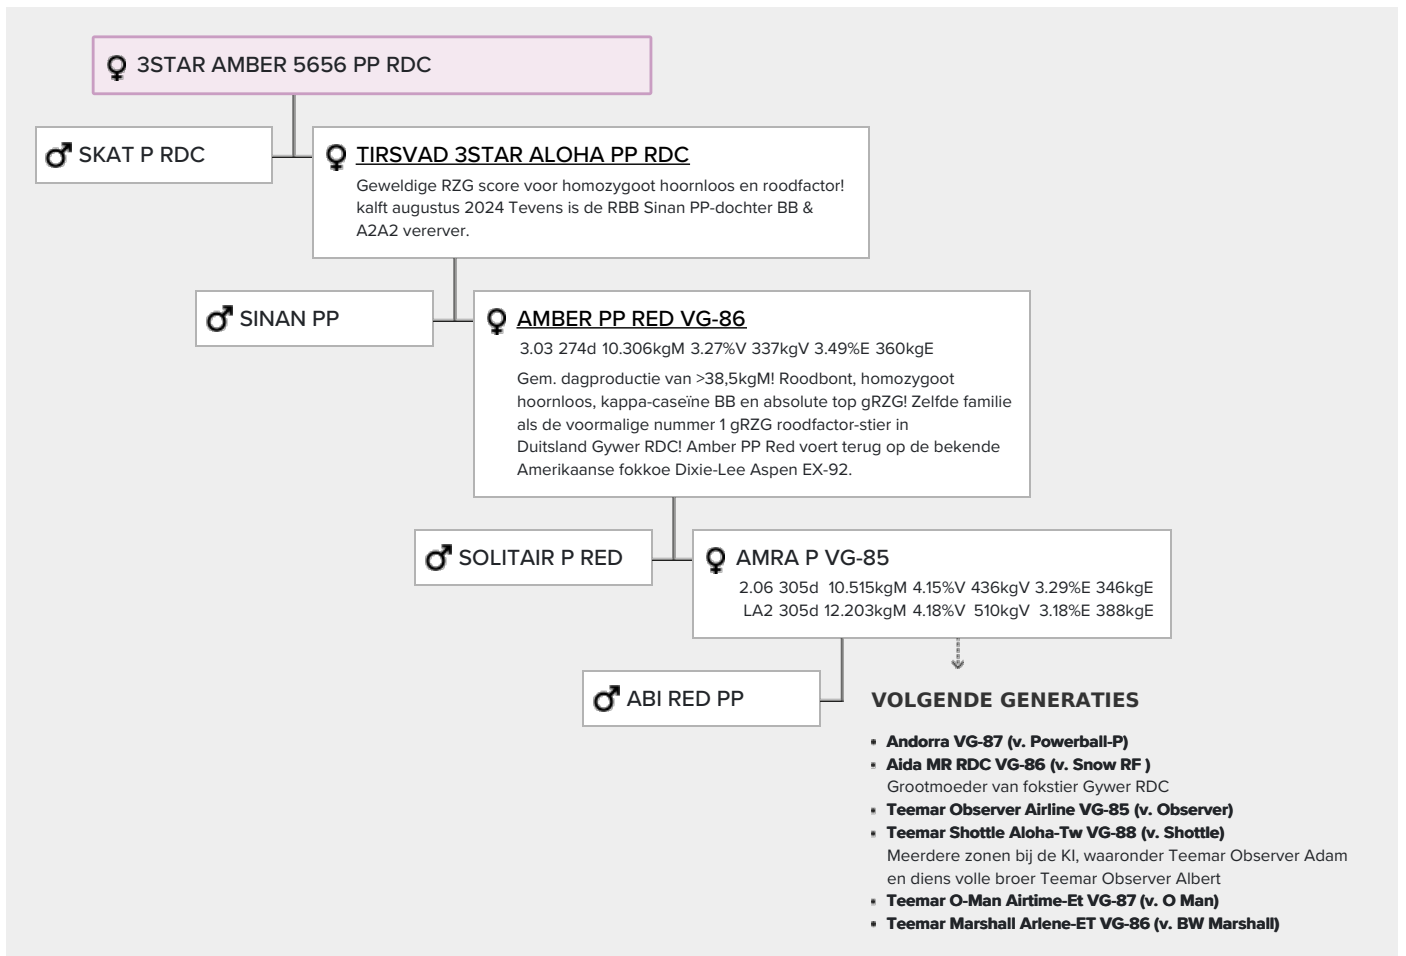 3STAR AMBER 5656 PP RDC
SKAT P RDC
TIRSVAD 3STAR ALOHA PP RDC
Geweldige RZG score voor homozygoot hoornloos en roodfactor!
kalft augustus 2024 Tevens is de RBB Sinan PP-dochter BB &
A2A2 vererver.
SINAN PP
AMBER PP RED VG-86
3.03 274d 10.306kgM 3.27%V 337kgV 3.49%E 360kgE
Gem. dagproductie van >38,5kgM! Roodbont, homozygoot
hoornloos, kappa-caseïne BB en absolute top gRZG! Zelfde familie
als de voormalige nummer 1 gRZG roodfactor-stier in
Duitsland Gywer RDC! Amber PP Red voert terug op de bekende
Amerikaanse fokkoe Dixie-Lee Aspen EX-92.
SOLITAIR P RED
AMRA P VG-85
2.06 305d 10.515kgM 4.15%V 436kgV 3.29%E 346kgE
LA2 305d 12.203kgM 4.18%V 510kgV 3.18%E 388kgE
ABI RED PP
VOLGENDE GENERATIES
Andorra VG-87 (v. Powerball-P)
Aida MR RDC VG-86 (v. Snow RF )
Grootmoeder van fokstier Gywer RDC
Teemar Observer Airline VG-85 (v. Observer)
Teemar Shottle Aloha-Tw VG-88 (v. Shottle)
Meerdere zonen bij de KI, waaronder Teemar Observer Adam
en diens volle broer Teemar Observer Albert
Teemar O-Man Airtime-Et VG-87 (v. O Man)
Teemar Marshall Arlene-ET VG-86 (v. BW Marshall)